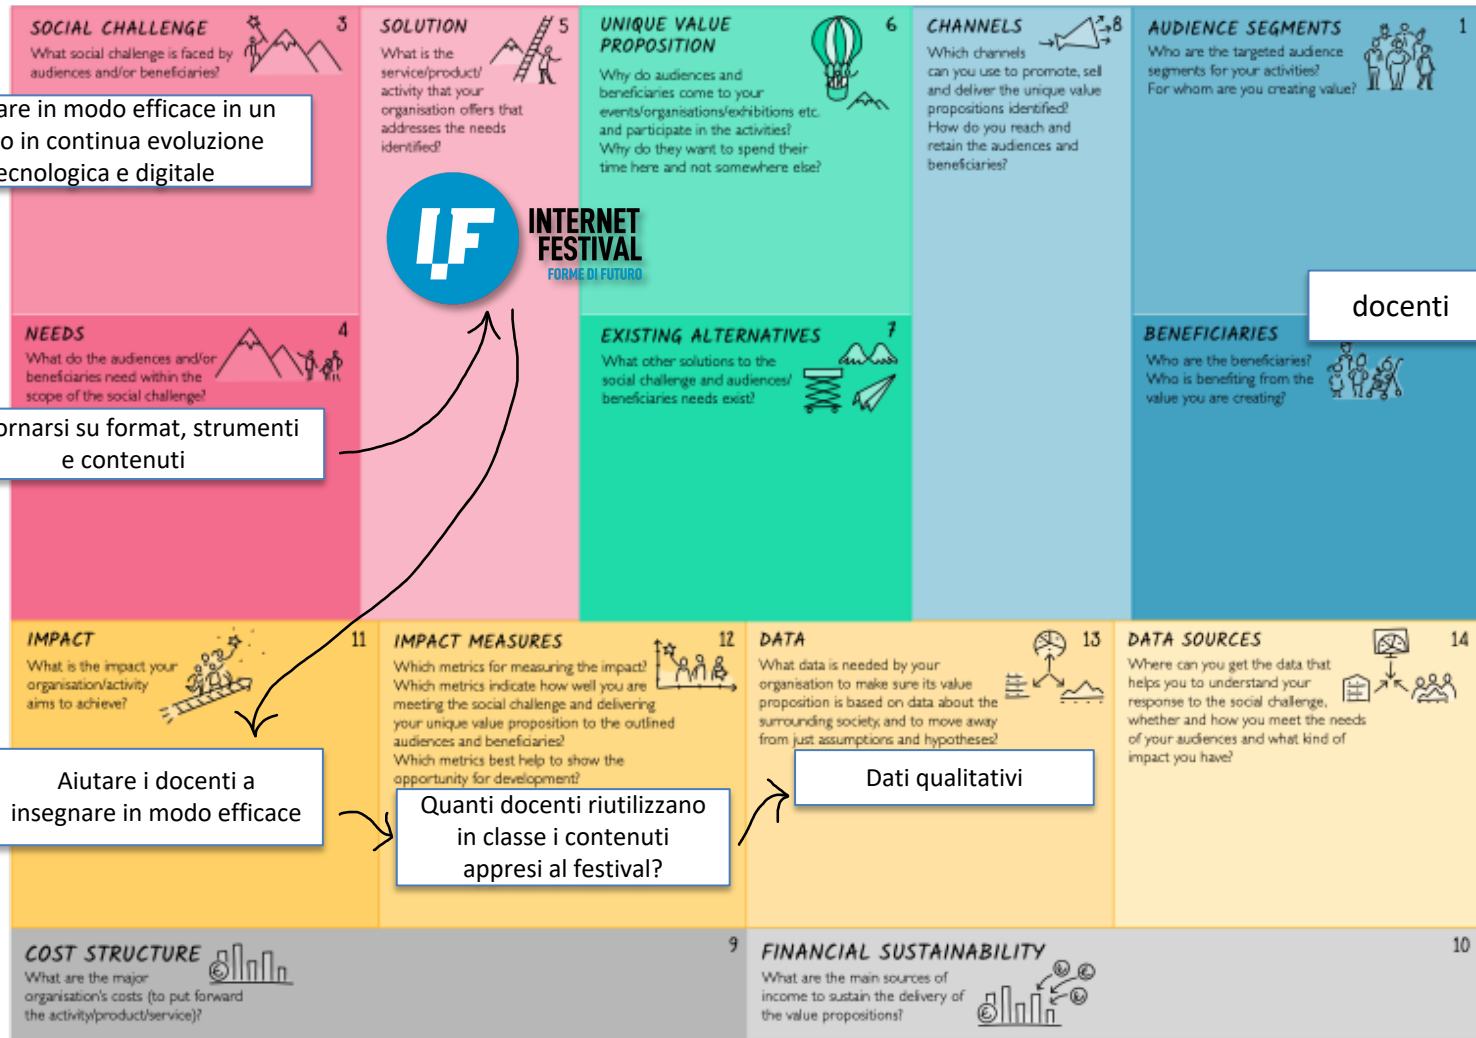 SOCIAL CHALLENGE
3
What social challenge is faced by
audiences and/or beneficiaries?
are in modo efficace in un
o in continua evoluzione
ecnologica e digitale
NEEDS
4
What do the audiences and/or
beneficiaries need within the
scope of the social challenge?
ornarsi su format, strumenti
e contenuti
SOLUTION
5
What is the
service/product/
activity that your
organisation offers that
addresses the needs
identified?
I.F
INTERNET
FESTIVAL
FORME DI FUTURO
UNIQUE VALUE
PROPOSITION
6
Why do audiences and
beneficiaries come to your
events/organisations/exhibitions etc.
and participate in the activities?
Why do they want to spend their
time here and not somewhere else?
EXISTING ALTERNATIVES
7
What other solutions to the
social challenge and audiences/
beneficiaries needs exist?
CHANNELS
8
Which channels
can you use to promote, sell
and deliver the unique value
propositions identified?
How do you reach and
retain the audiences and
beneficiaries?
AUDIENCE SEGMENTS
1
Who are the targeted audience
segments for your activities?
For whom are you creating value?
docenti
BENEFICIARIES
Who are the beneficiaries?
Who is benefiting from the
value you are creating?
IMPACT
11
What is the impact your
organisation/activity
aims to achieve?
Aiutare i docenti a
insegnare in modo efficace
IMPACT MEASURES
12
Which metrics for measuring the impact?
Which metrics indicate how well you are
meeting the social challenge and delivering
your unique value proposition to the outlined
audiences and beneficiaries?
Which metrics best help to show the
opportunity for development?
Quanti docenti riutilizzano
in classe i contenuti
appresi al festival?
DATA
13
What data is needed by your
organisation to make sure its value
proposition is based on data about the
surrounding society, and to move away
from just assumptions and hypotheses?
Dati qualitativi
DATA SOURCES
14
Where can you get the data that
helps you to understand your
response to the social challenge,
whether and how you meet the needs
of your audiences and what kind of
impact you have?
COST STRUCTURE
9
What are the major
organisation's costs (to put forward
the activity/product/service)?
FINANCIAL SUSTAINABILITY
10
What are the main sources of
income to sustain the delivery of
the value propositions?